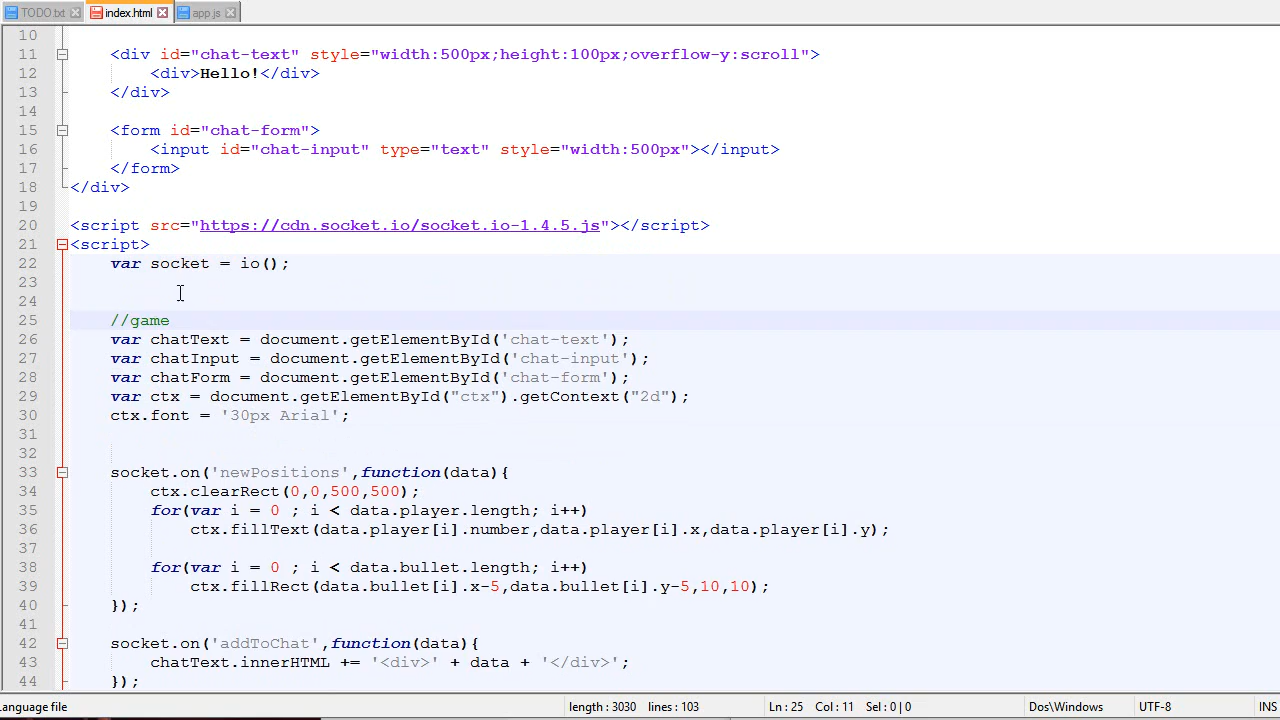 TODO.txt index.html app.js
10
11 <div id="chat-text" style="width:500px;height:100px;overflow-y:scroll">
12 <div>Hello!</div>
13 </div>
14
15 <form id="chat-form">
16 <input id="chat-input" type="text" style="width:500px"></input>
17 </form>
18 </div>
19
20 <script src="https://cdn.socket.io/socket.io-1.4.5.js"></script>
21 <script>
22 var socket = io();
23
24
25 //game
26 var chatText = document.getElementById('chat-text');
27 var chatInput = document.getElementById('chat-input');
28 var chatForm = document.getElementById('chat-form');
29 var ctx = document.getElementById("ctx").getContext("2d");
30 ctx.font = '30px Arial';
31
32
33 socket.on('newPositions',function(data){
34 ctx.clearRect(0,0,500,500);
35 for(var i = 0 ; i < data.player.length; i++)
36 ctx.fillText(data.player[i].number,data.player[i].x,data.player[i].y);
37
38 for(var i = 0 ; i < data.bullet.length; i++)
39 ctx.fillRect(data.bullet[i].x-5,data.bullet[i].y-5,10,10);
40 });
41
42 socket.on('addToChat',function(data){
43 chatText.innerHTML += '<div>' + data + '</div>';
44 });
Language file length : 3030 lines : 103 Ln : 25 Col : 11 Sel : 0 | 0 Dos\Windows UTF-8 INS